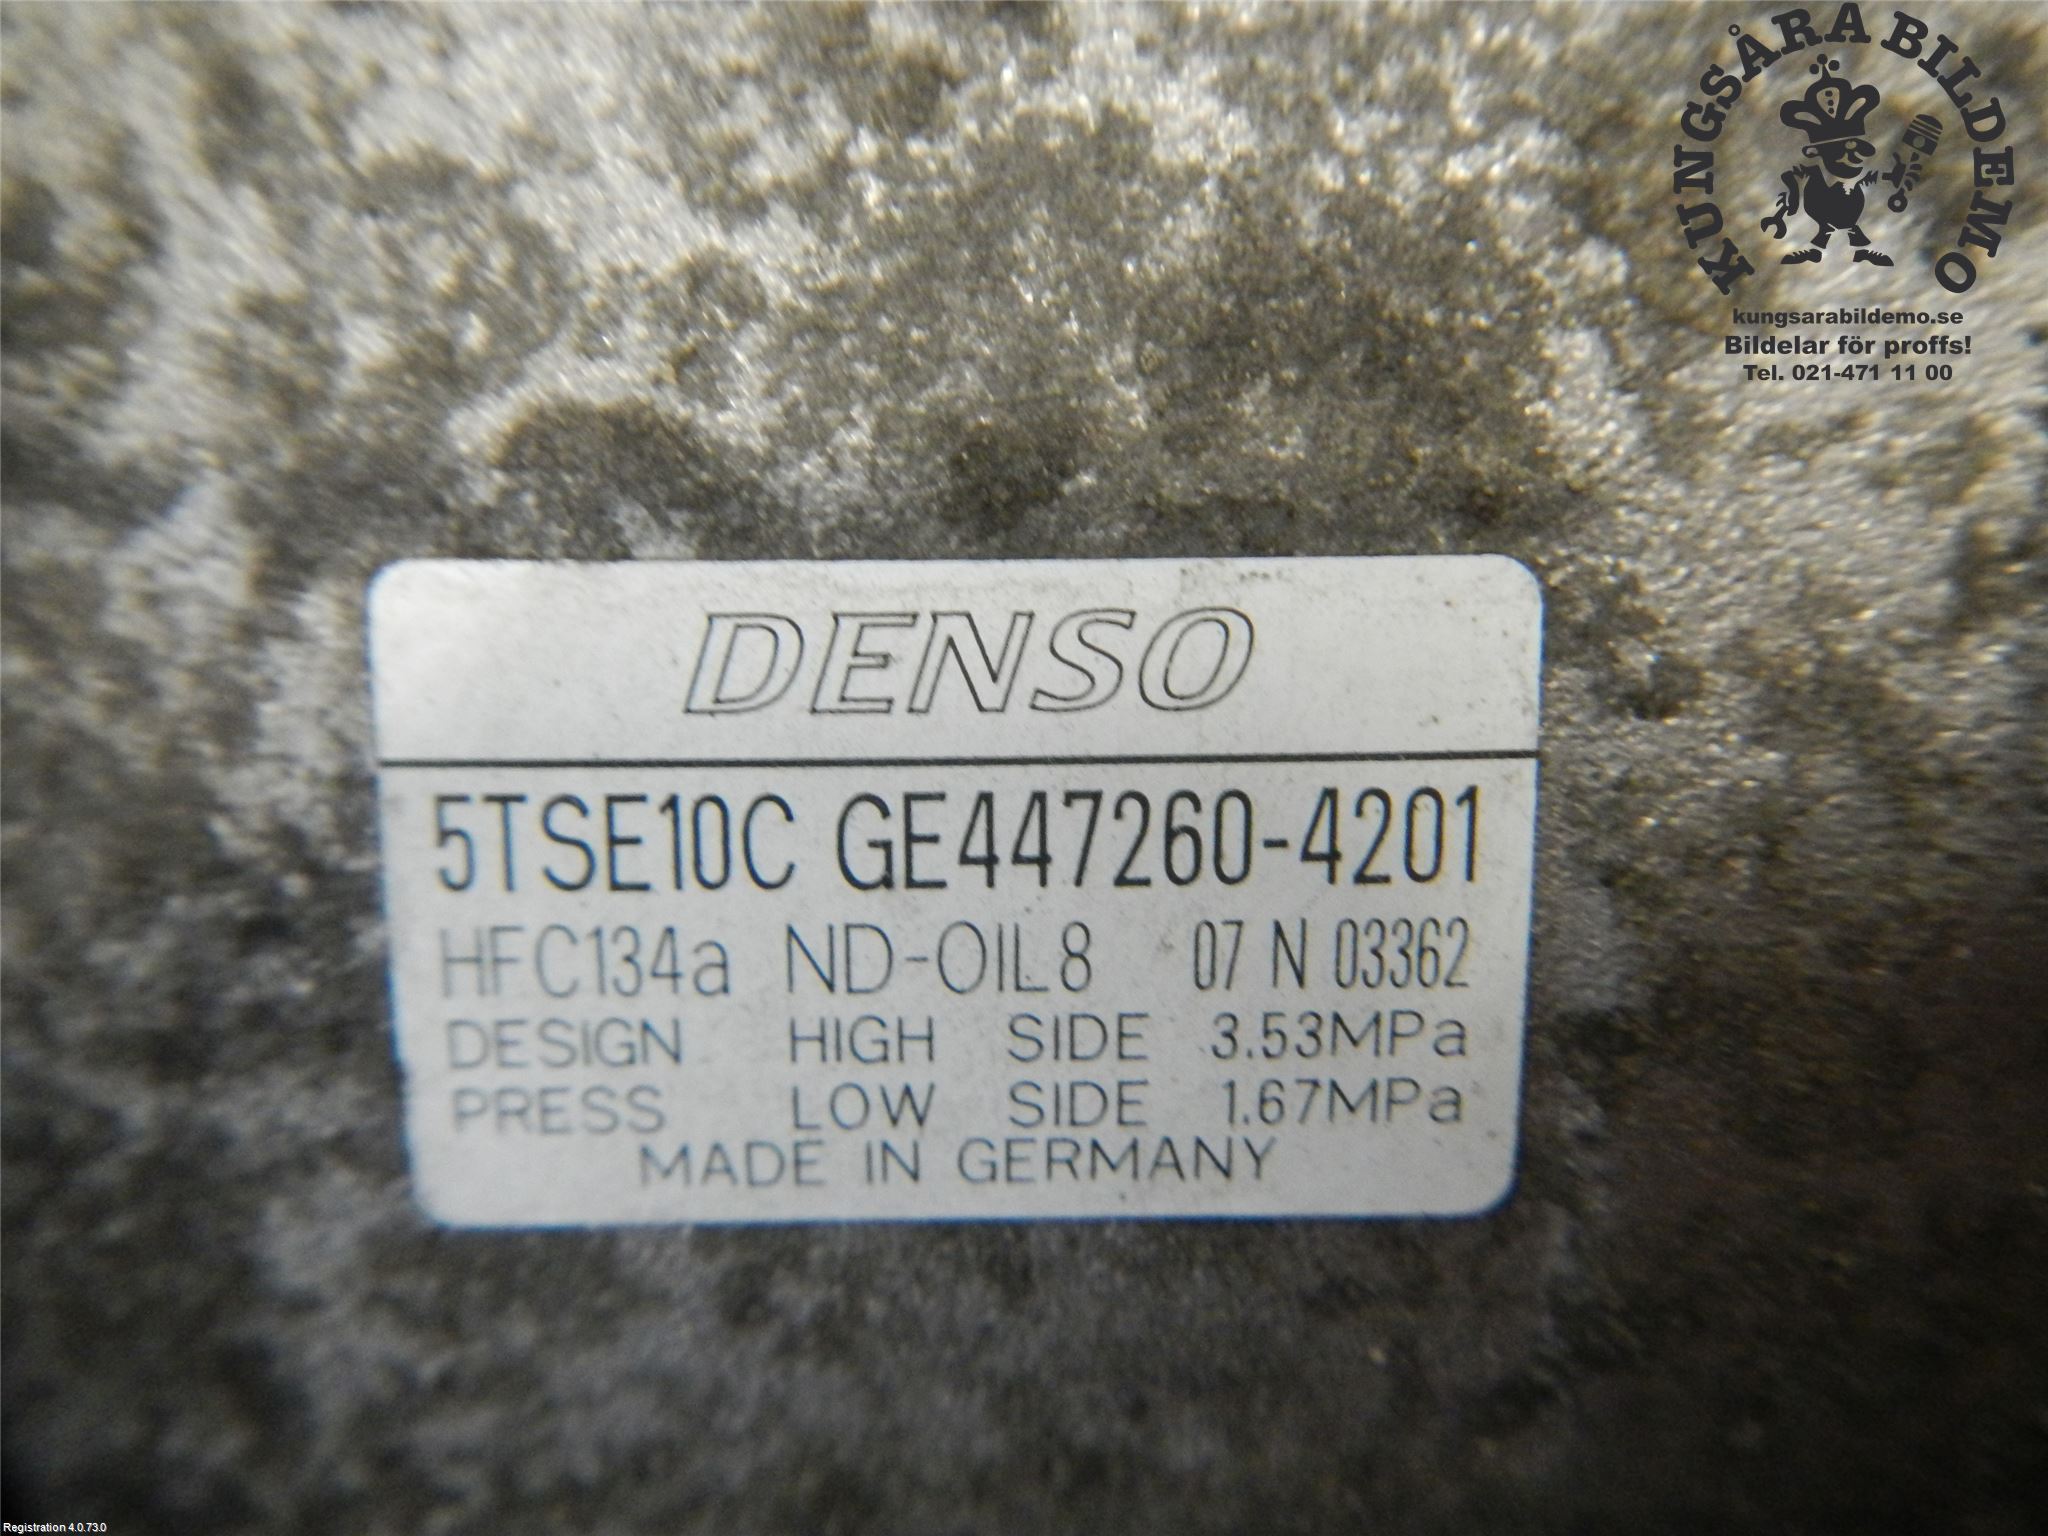 KUNGSÅRA BILDEMO
kungsarabildemo.se
Bildelar för proffs!
Tel. 021-471 11 00
DENSO
5TSE10C GE447260-4201
HFC134a ND-OIL8 07 N 03362
DESIGN HIGH SIDE 3.53MPa
PRESS LOW SIDE 1.67MPa
MADE IN GERMANY
Registration 4.0.73.0